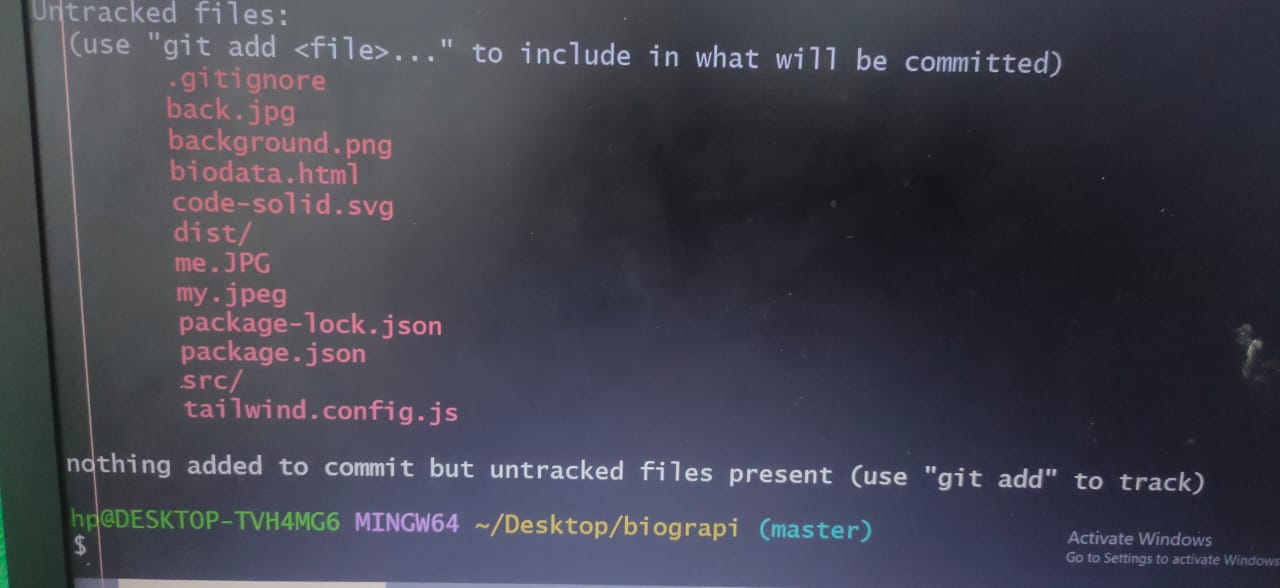 Untracked files:
(use "git add <file>..." to include in what will be committed)
.gitignore
back.jpg
background.png
biodata.html
code-solid.svg
dist/
me.JPG
my.jpeg
package-lock.json
package.json
src/
tailwind.config.js
nothing added to commit but untracked files present (use "git add" to track)
hp@DESKTOP-TVH4MG6 MINGW64 ~/Desktop/biograpi (master)
$
Activate Windows
Go to Settings to activate Windows